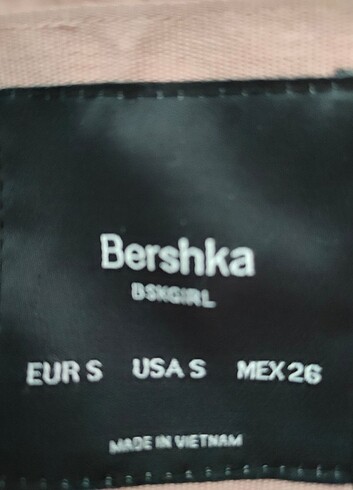 Bershka
BSKGIRL
EUR S USA S MEX 26
MADE IN VIETNAM